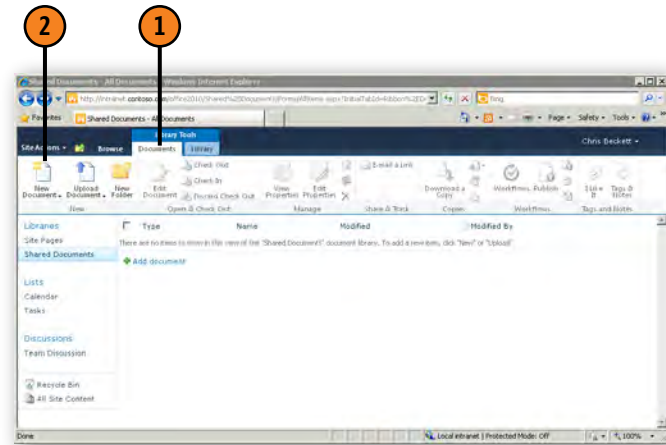 2 1
Shared Documents - All Documents - Windows Internet Explorer
Bing
Favorites Shared Documents - All Documents Page Safety Tools
Library Tools
Site Actions Browse Documents Library Chris Beckett
Check Out
Check In
Discard Check Out
E-mail a Link
New Document Upload Document New Folder Edit Document View Properties Edit Properties Download a Copy Workflows Publish I Like It Tags & Notes
New Open & Check Out Manage Share & Track Copies Workflows Tags and Notes
Libraries
Type Name Modified Modified By
Site Pages
There are no items to show in this view of the "Shared Documents" document library. To add a new item, click "New" or "Upload".
Shared Documents
Add document
Lists
Calendar
Tasks
Discussions
Team Discussion
Recycle Bin
All Site Content
Done Local intranet | Protected Mode: Off 100%